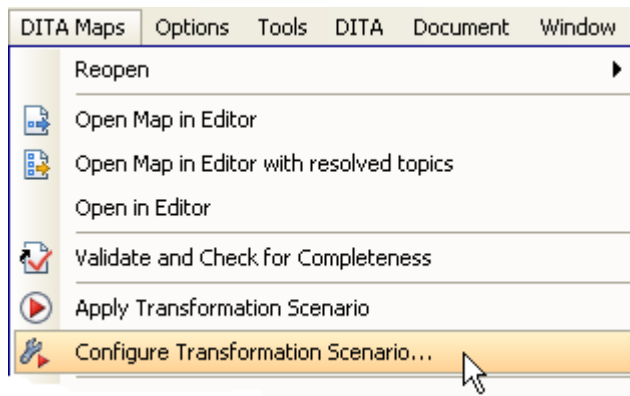 DITA Maps Options Tools DITA Document Window
Reopen
Open Map in Editor
Open Map in Editor with resolved topics
Open in Editor
Validate and Check for Completeness
Apply Transformation Scenario
Configure Transformation Scenario...